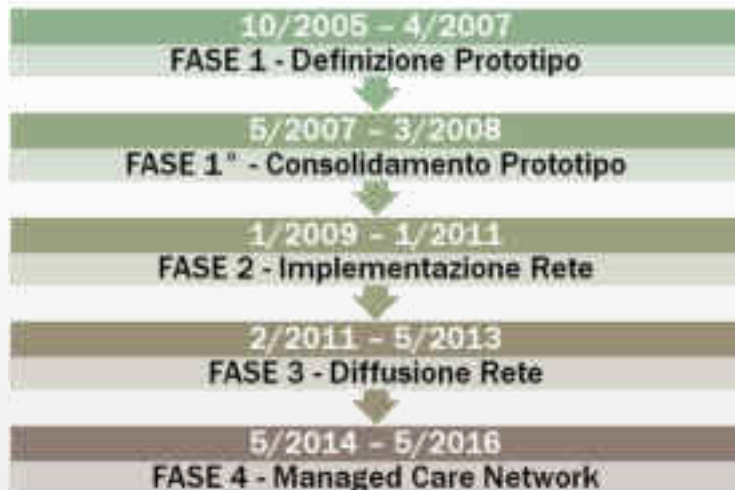 10/2005 – 4/2007
FASE 1 - Definizione Prototipo
5/2007 – 3/2008
FASE 1° - Consolidamento Prototipo
1/2009 – 1/2011
FASE 2 - Implementazione Rete
2/2011 – 5/2013
FASE 3 - Diffusione Rete
5/2014 – 5/2016
FASE 4 - Managed Care Network